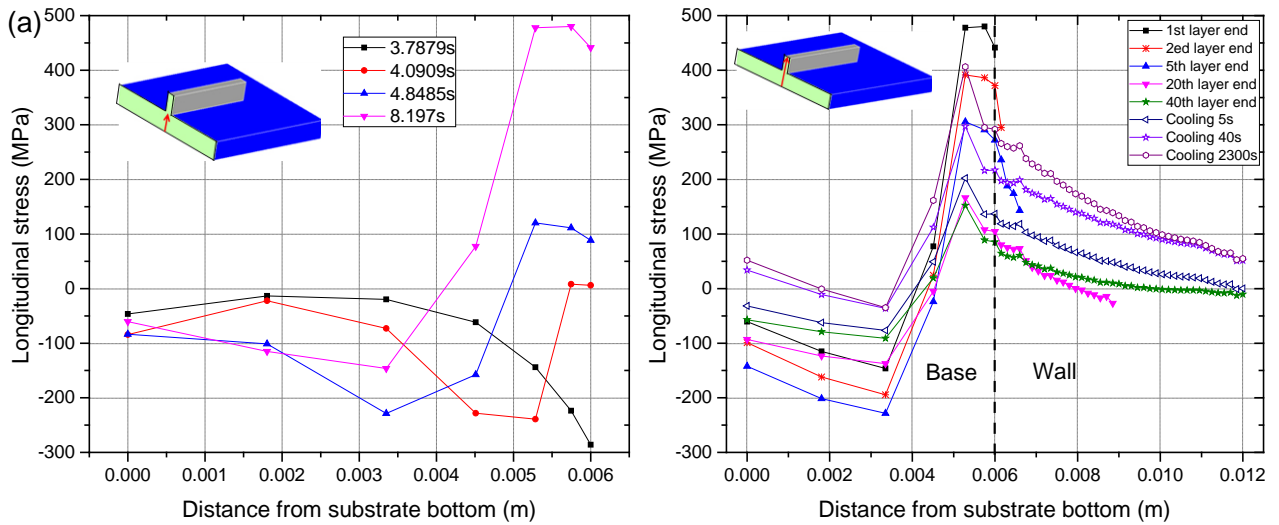 (a)
500
400
300
200
100
0
-100
-200
-300
Longitudinal stress (MPa)
0.000 0.001 0.002 0.003 0.004 0.005 0.006
Distance from substrate bottom (m)
3.7879s
4.0909s
4.8485s
8.197s
500
400
300
200
100
0
-100
-200
-300
Longitudinal stress (MPa)
0.000 0.002 0.004 0.006 0.008 0.010 0.012
Distance from substrate bottom (m)
1st layer end
2ed layer end
5th layer end
20th layer end
40th layer end
Cooling 5s
Cooling 40s
Cooling 2300s
Base Wall